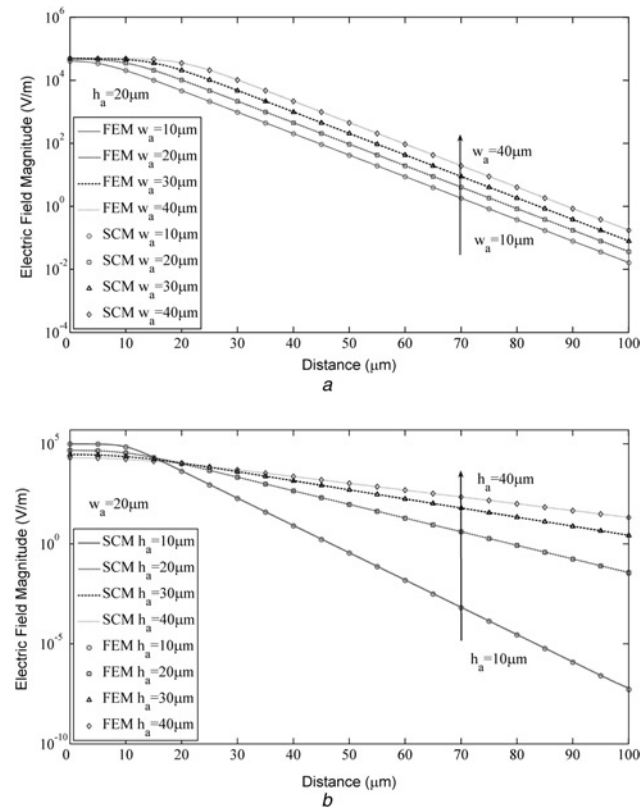 10^6
10^4
10^2
10^0
10^-2
10^-4
Electric Field Magnitude (V/m)
h_a=20μm
FEM w_a=10μm
FEM w_a=20μm
FEM w_a=30μm
FEM w_a=40μm
SCM w_a=10μm
SCM w_a=20μm
SCM w_a=30μm
SCM w_a=40μm
w_a=40μm
w_a=10μm
0 10 20 30 40 50 60 70 80 90 100
Distance (μm)
a
10^5
10^0
10^-5
10^-10
Electric Field Magnitude (V/m)
w_a=20μm
SCM h_a=10μm
SCM h_a=20μm
SCM h_a=30μm
SCM h_a=40μm
FEM h_a=10μm
FEM h_a=20μm
FEM h_a=30μm
FEM h_a=40μm
h_a=40μm
h_a=10μm
0 10 20 30 40 50 60 70 80 90 100
Distance (μm)
b